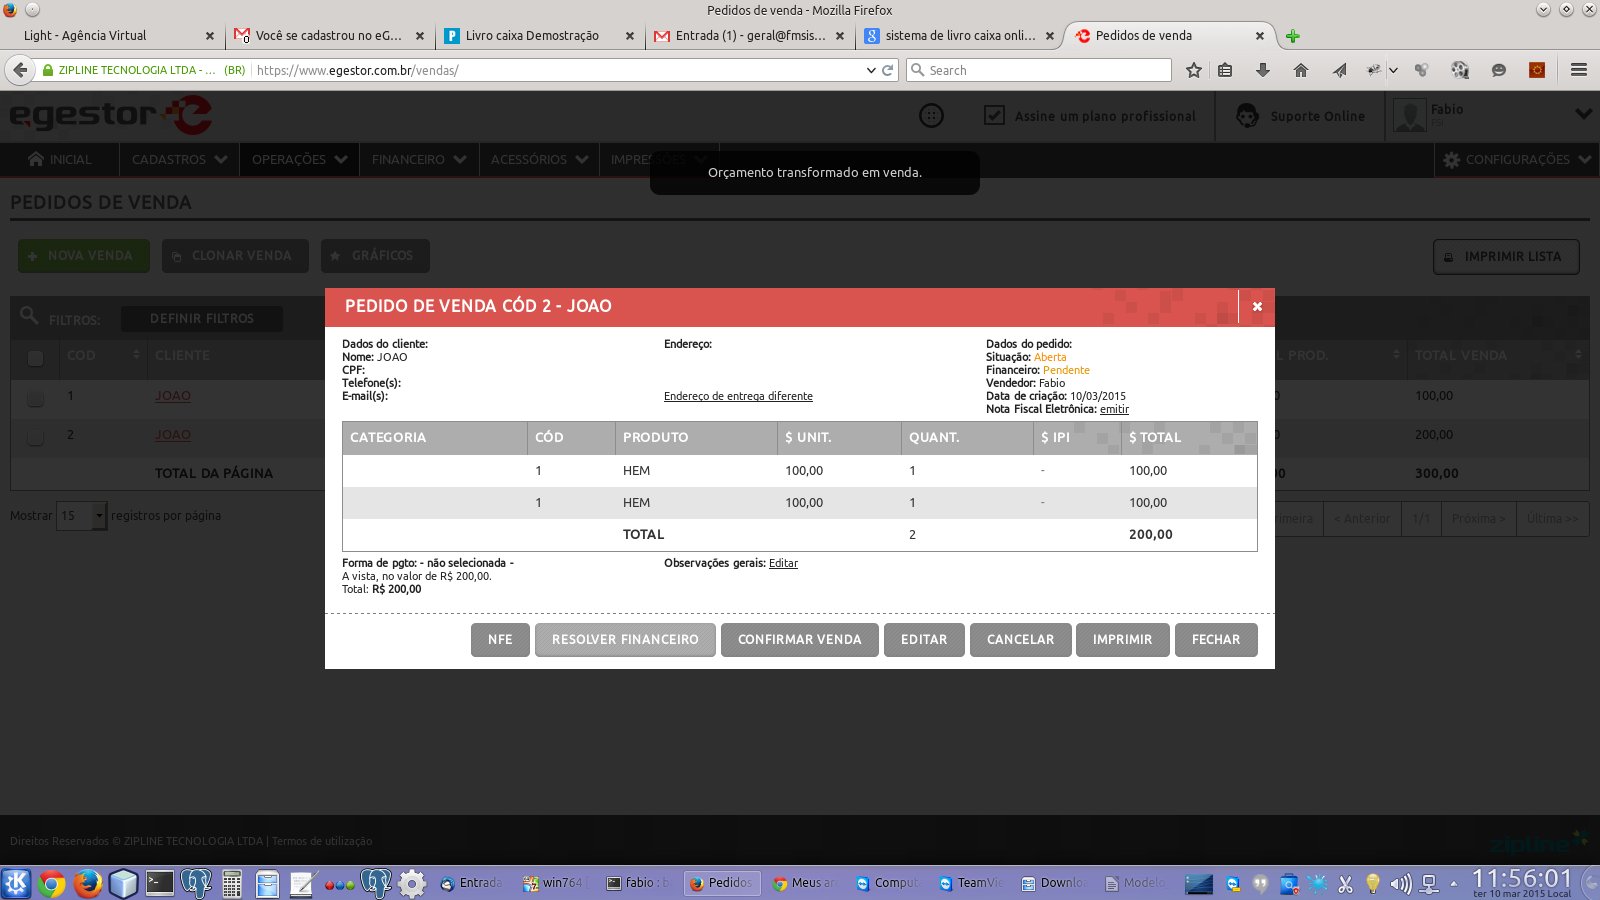 Pedidos de venda - Mozilla Firefox
Light - Agência Virtual
Você se cadastrou no eG...
Livro caixa Demostração
Entrada (1) - geral@fmsis...
sistema de livro caixa onli...
Pedidos de venda
ZIPLINE TECNOLOGIA LTDA - ... (BR)
https://www.egestor.com.br/vendas/
Search
egestor
Assine um plano profissional
Suporte Online
Fabio
INICIAL
CADASTROS
OPERAÇÕES
FINANCEIRO
ACESSÓRIOS
CONFIGURAÇÕES
Orçamento transformado em venda.
PEDIDOS DE VENDA
NOVA VENDA
CLONAR VENDA
GRÁFICOS
IMPRIMIR LISTA
FILTROS:
DEFINIR FILTROS
COD
CLIENTE
PROD.
TOTAL VENDA
1
JOAO
100,00
2
JOAO
200,00
TOTAL DA PÁGINA
300,00
Mostrar 15 registros por página
< Anterior
1/1
Próxima >
Última >>
PEDIDO DE VENDA CÓD 2 - JOAO
Dados do cliente:
Nome: JOAO
CPF:
Telefone(s):
E-mail(s):
Endereço:
Endereço de entrega diferente
Dados do pedido:
Situação: Aberta
Financeiro: Pendente
Vendedor: Fabio
Data de criação: 10/03/2015
Nota Fiscal Eletrônica: emitir
CATEGORIA CÓD PRODUTO $ UNIT. QUANT. $ IPI $ TOTAL
1 HEM 100,00 1 - 100,00
1 HEM 100,00 1 - 100,00
TOTAL 2 200,00
Forma de pgto: - não selecionada -
A vista, no valor de R$ 200,00.
Total: R$ 200,00
Observações gerais: Editar
NFE
RESOLVER FINANCEIRO
CONFIRMAR VENDA
EDITAR
CANCELAR
IMPRIMIR
FECHAR
Direitos Reservados © ZIPLINE TECNOLOGIA LTDA | Termos de utilização
zipline
Entrada
win764
fabio : b
Pedidos
Meus ar
Comput
TeamVie
Downlo
Modelo
11:56:01
ter 10 mar 2015 Local